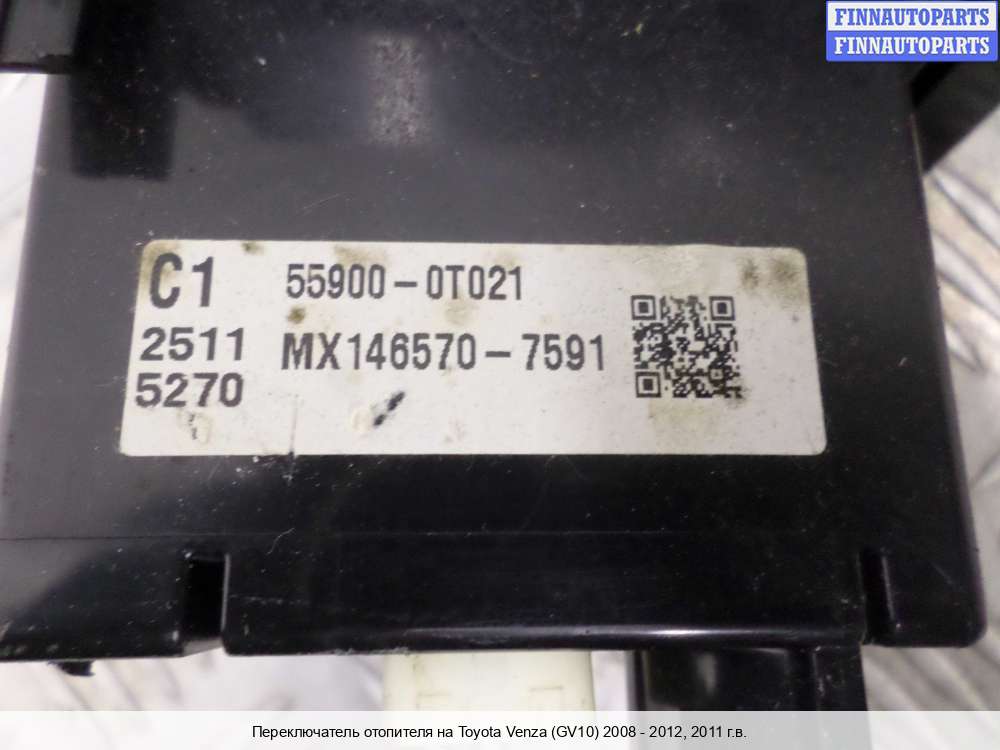 FINNAUTOPARTS
FINNAUTOPARTS
C1 55900-0T021
2511 MX146570-7591
5270
Переключатель отопителя на Toyota Venza (GV10) 2008 - 2012, 2011 г.в.